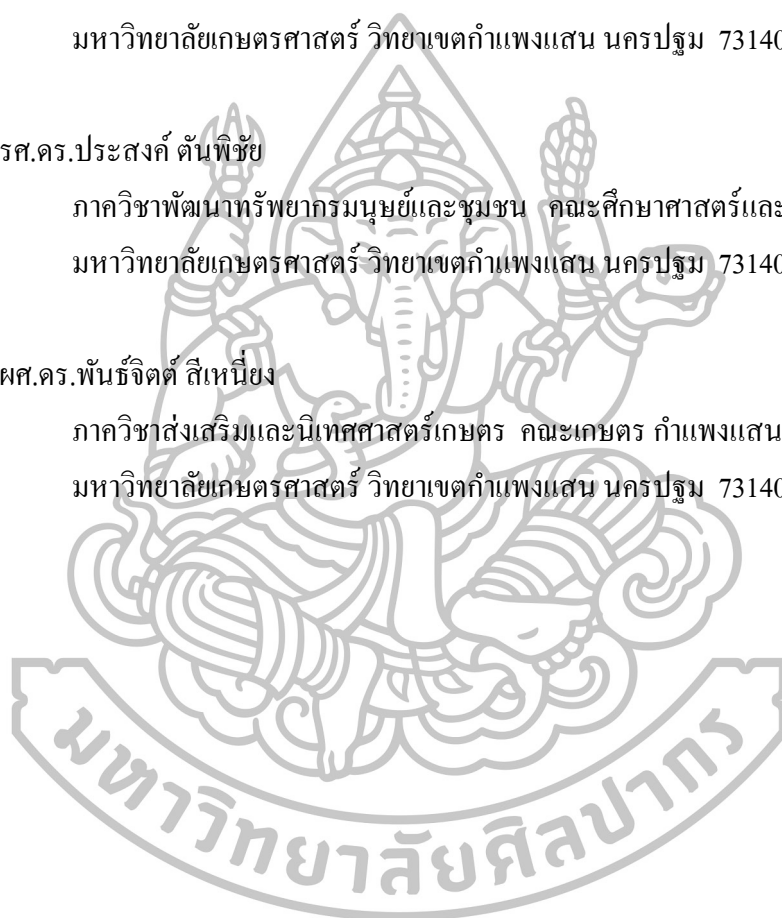 มหาวิทยาลัยเกษตรศาสตร์ วิทยาเขตกำแพงแสน นครปฐม 73140
รศ.ดร.ประสงค์ ตันพิชัย
ภาควิชาพัฒนาทรัพยากรมนุษย์และชุมชน คณะศึกษาศาสตร์และ
มหาวิทยาลัยเกษตรศาสตร์ วิทยาเขตกำแพงแสน นครปฐม 73140
ผศ.ดร.พันธ์จิตต์ สีเหนี่ยง
ภาควิชาส่งเสริมและนิเทศศาสตร์เกษตร คณะเกษตร กำแพงแสน
มหาวิทยาลัยเกษตรศาสตร์ วิทยาเขตกำแพงแสน นครปฐม 73140
มหาวิทยาลัยศิลปากร